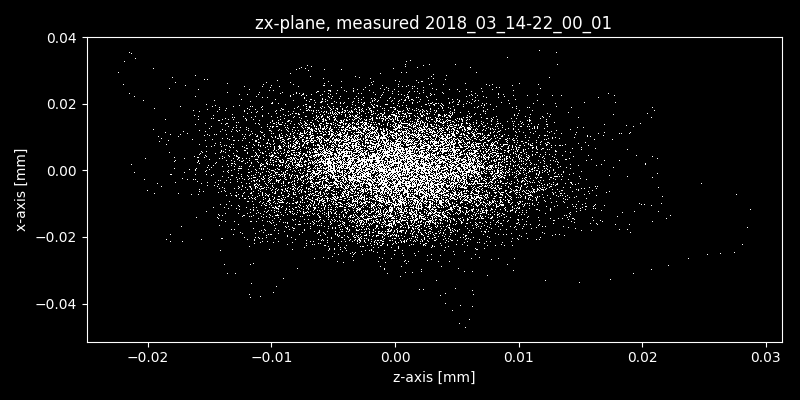 zx-plane, measured 2018_03_14-22_00_01
0.04
0.02
0.00
−0.02
−0.04
x-axis [mm]
−0.02 −0.01 0.00 0.01 0.02 0.03
z-axis [mm]